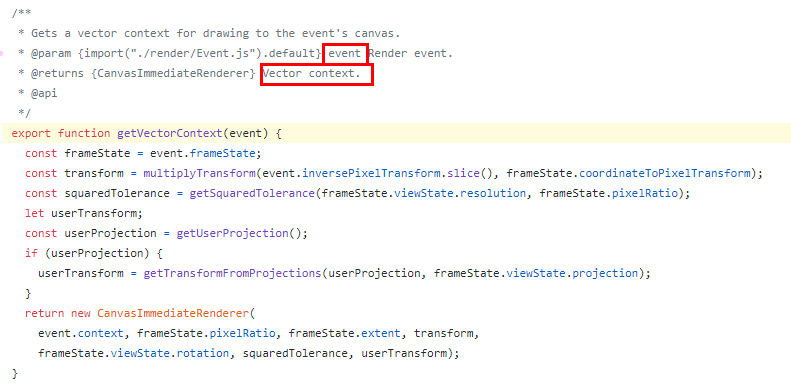 /**
 * Gets a vector context for drawing to the event's canvas.
 * @param {import("./render/Event.js").default} event Render event.
 * @returns {CanvasImmediateRenderer} Vector context.
 * @api
 */
export function getVectorContext(event) {
  const frameState = event.frameState;
  const transform = multiplyTransform(event.inversePixelTransform.slice(), frameState.coordinateToPixelTransform);
  const squaredTolerance = getSquaredTolerance(frameState.viewState.resolution, frameState.pixelRatio);
  let userTransform;
  const userProjection = getUserProjection();
  if (userProjection) {
    userTransform = getTransformFromProjections(userProjection, frameState.viewState.projection);
  }
  return new CanvasImmediateRenderer(
    event.context, frameState.pixelRatio, frameState.extent, transform,
    frameState.viewState.rotation, squaredTolerance, userTransform);
}